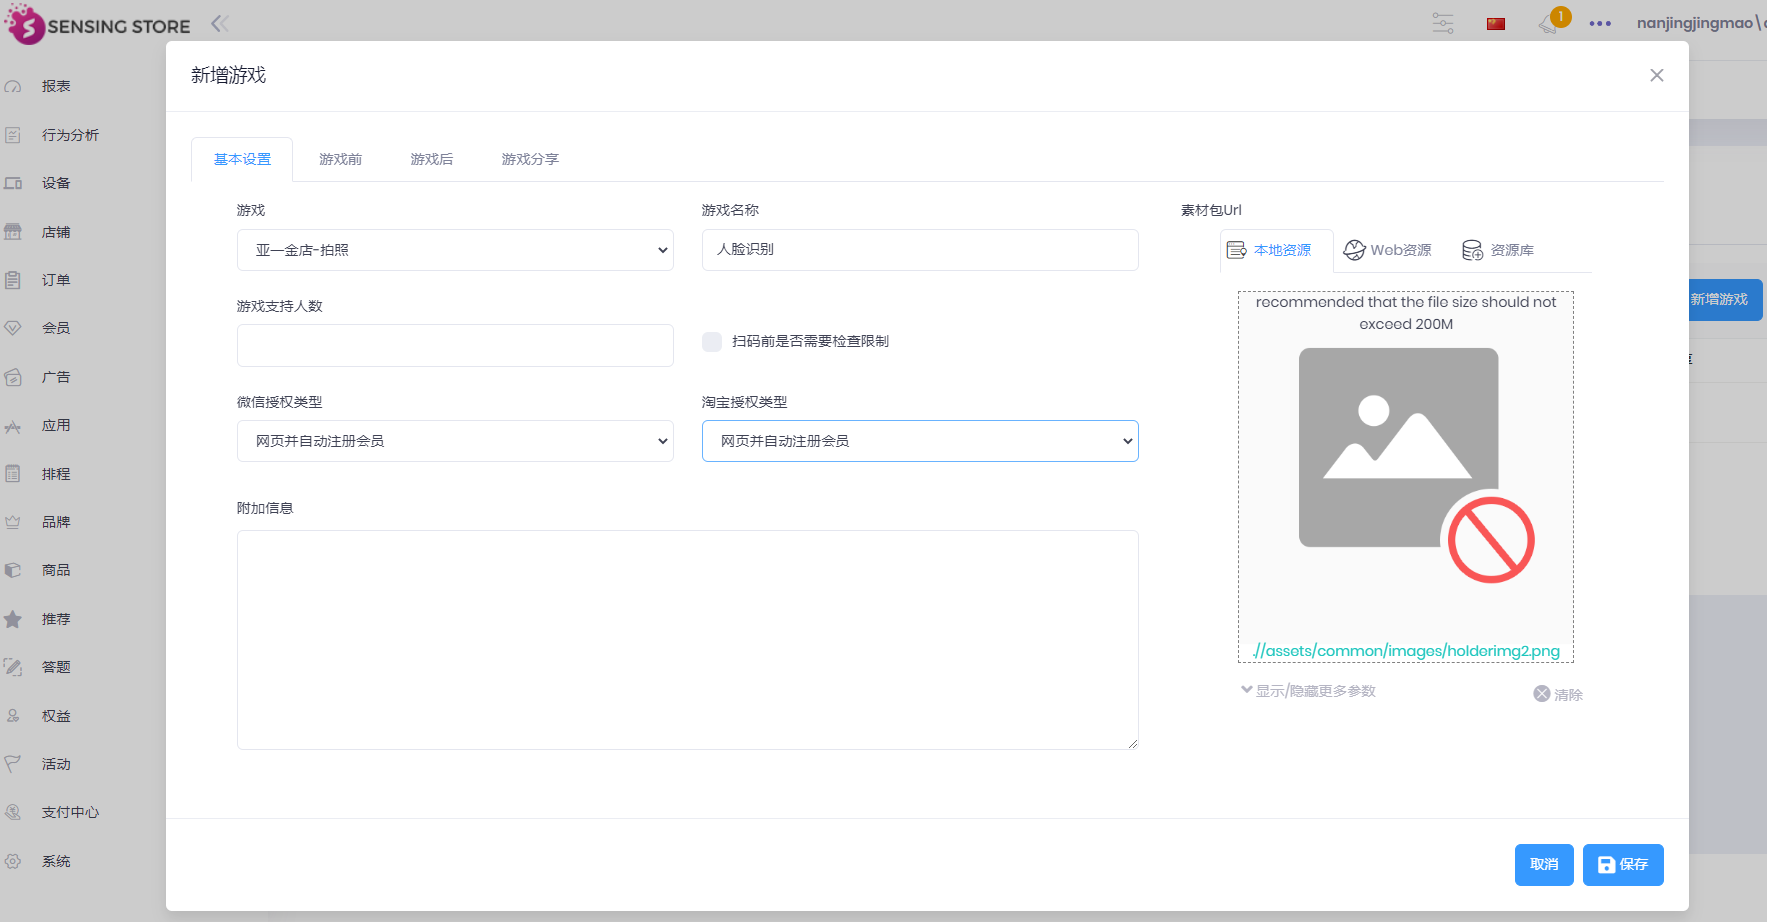 SENSING STORE
1
nanjingjingmao\
报表
行为分析
设备
店铺
订单
会员
广告
应用
排程
品牌
商品
推荐
答题
权益
活动
支付中心
系统
新增游戏
新增游戏
基本设置
游戏前
游戏后
游戏分享
游戏
亚一金店-拍照
游戏名称
人脸识别
游戏支持人数
扫码前是否需要检查限制
微信授权类型
网页并自动注册会员
淘宝授权类型
网页并自动注册会员
附加信息
素材包Url
本地资源
Web资源
资源库
recommended that the file size should not
exceed 200M
.//assets/common/images/holderimg2.png
显示/隐藏更多参数
清除
取消
保存